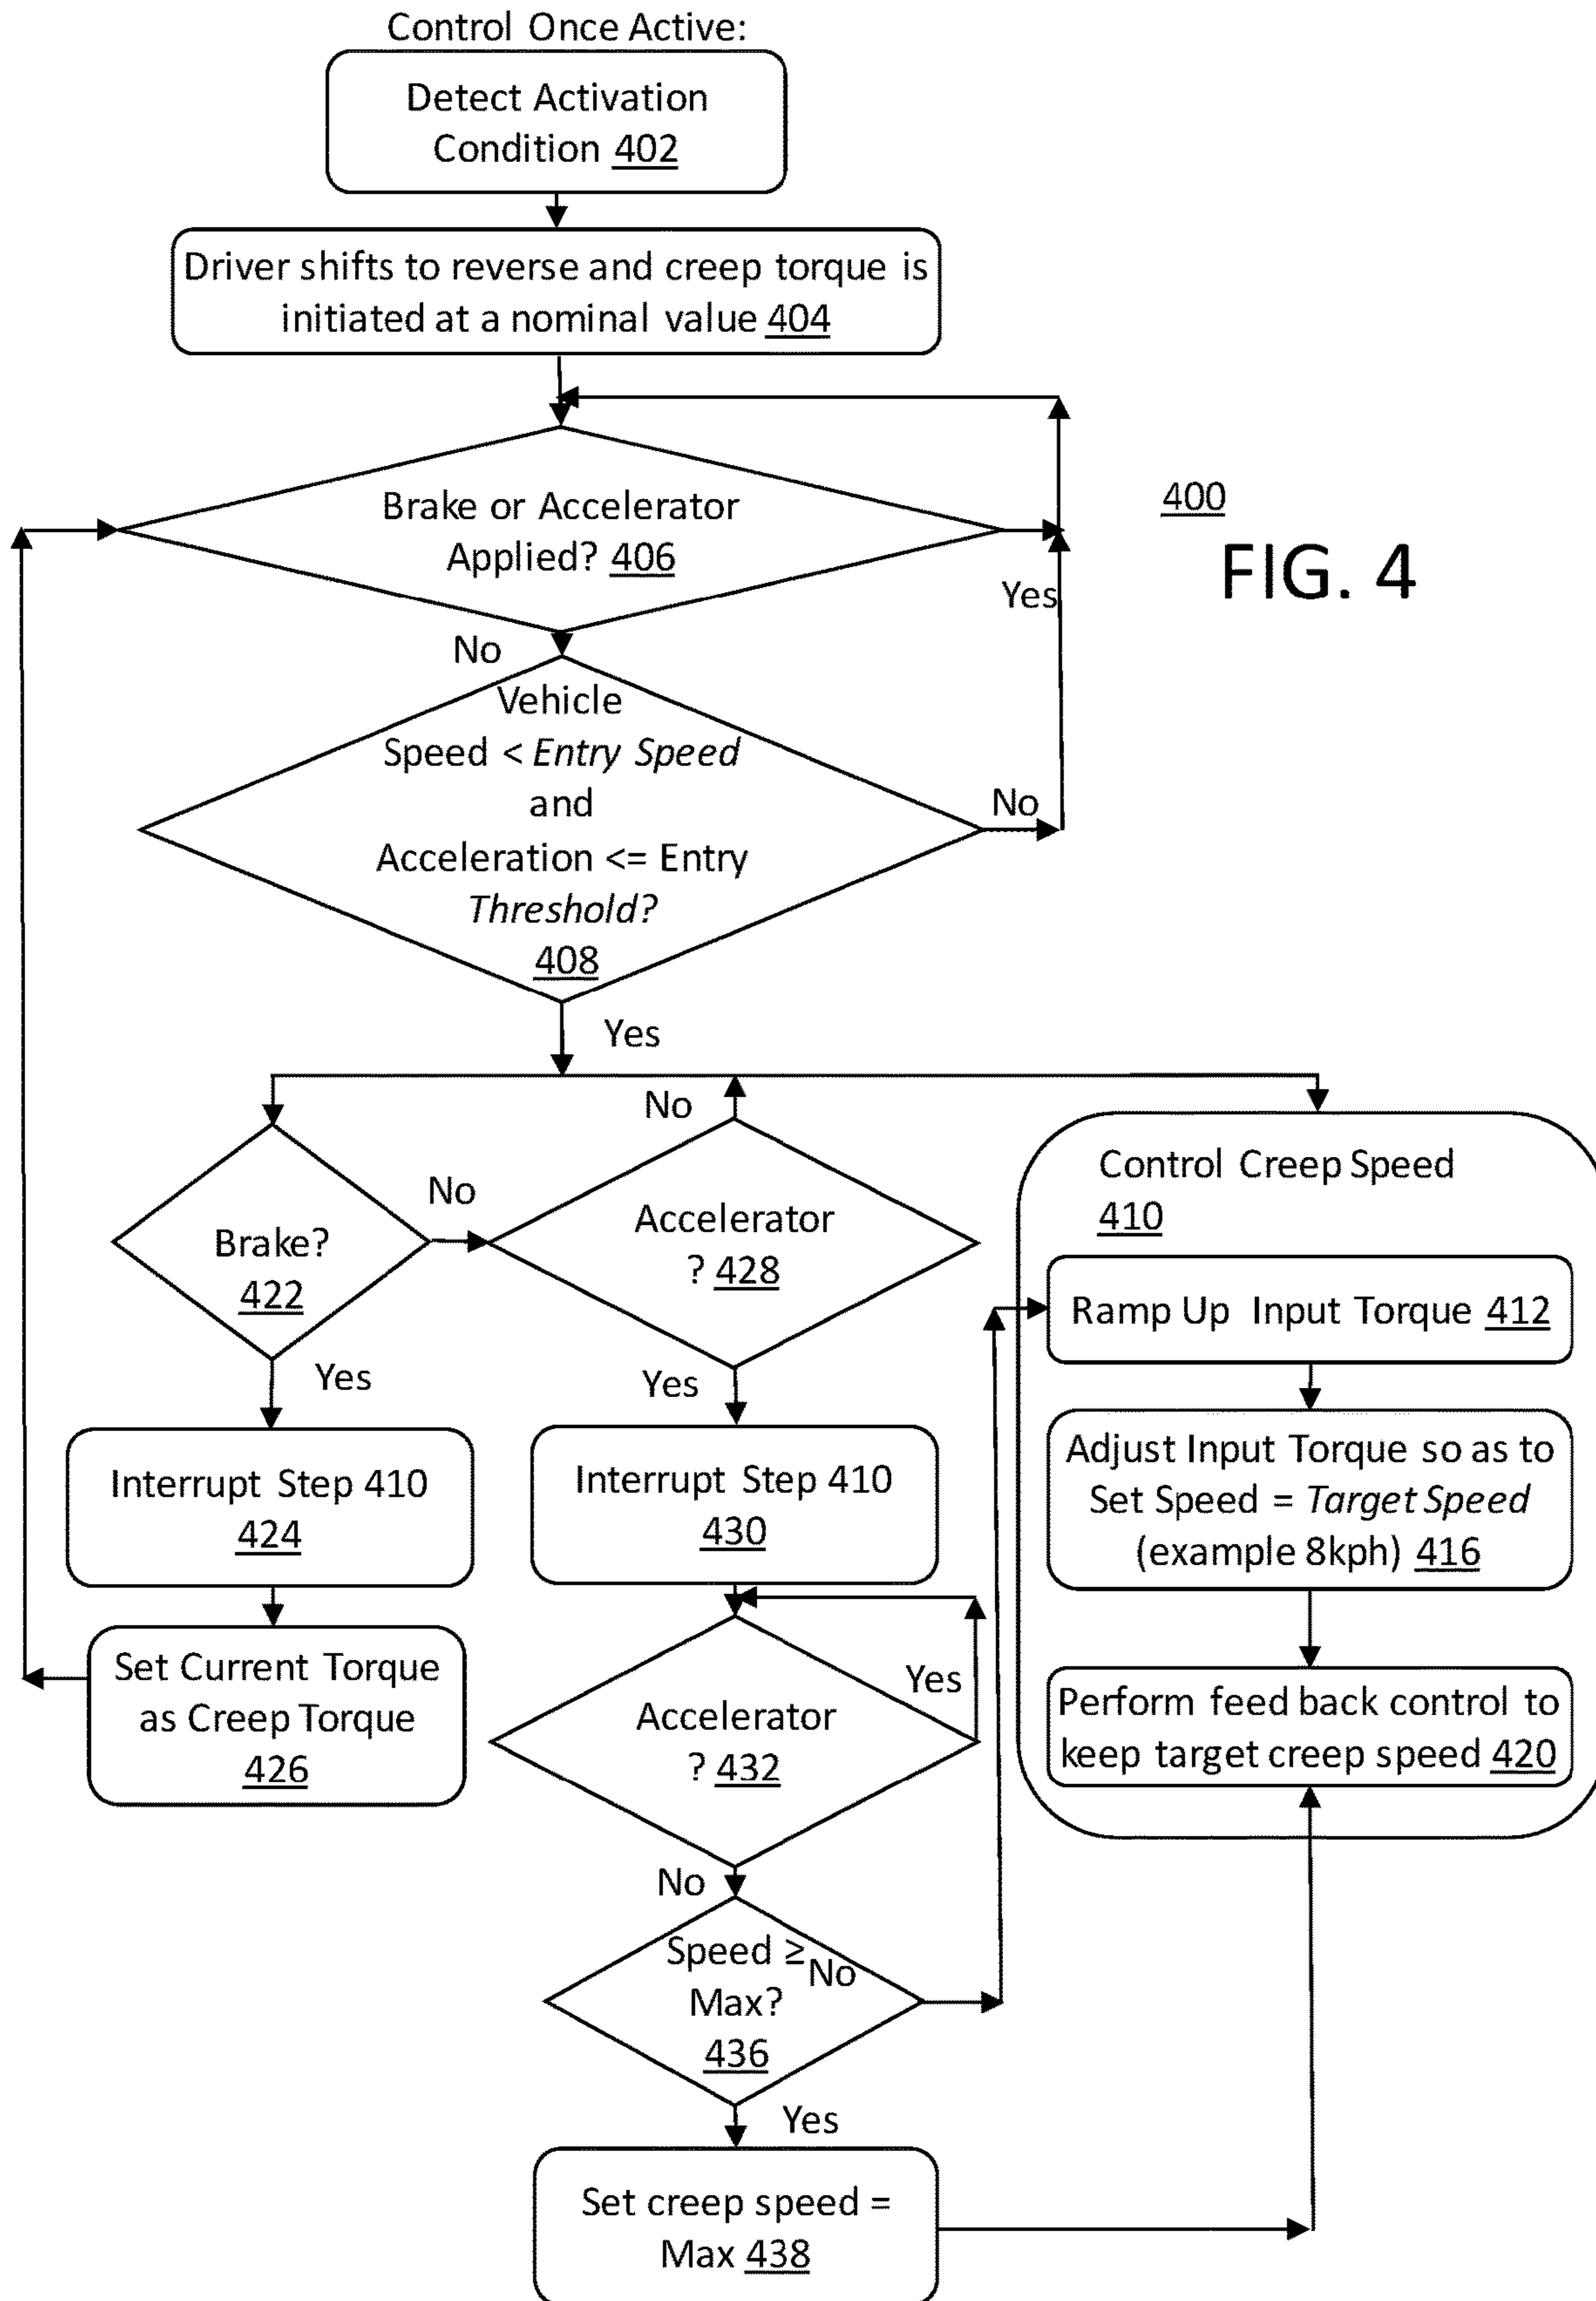 Control Once Active:
Detect Activation
Condition 402
Driver shifts to reverse and creep torque is
initiated at a nominal value 404
Brake or Accelerator
Applied? 406
400
FIG. 4
Yes
No
Vehicle
Speed < Entry Speed
and
Acceleration <= Entry
Threshold?
408
No
Yes
No
Brake?
422
No
Accelerator
? 428
Control Creep Speed
410
Ramp Up Input Torque 412
Yes
Yes
Adjust Input Torque so as to
Set Speed = Target Speed
(example 8kph) 416
Interrupt Step 410
424
Interrupt Step 410
430
Set Current Torque
as Creep Torque
426
Accelerator
? 432
Yes
Perform feed back control to
keep target creep speed 420
No
Speed ≥
No
Max?
436
Yes
Set creep speed =
Max 438